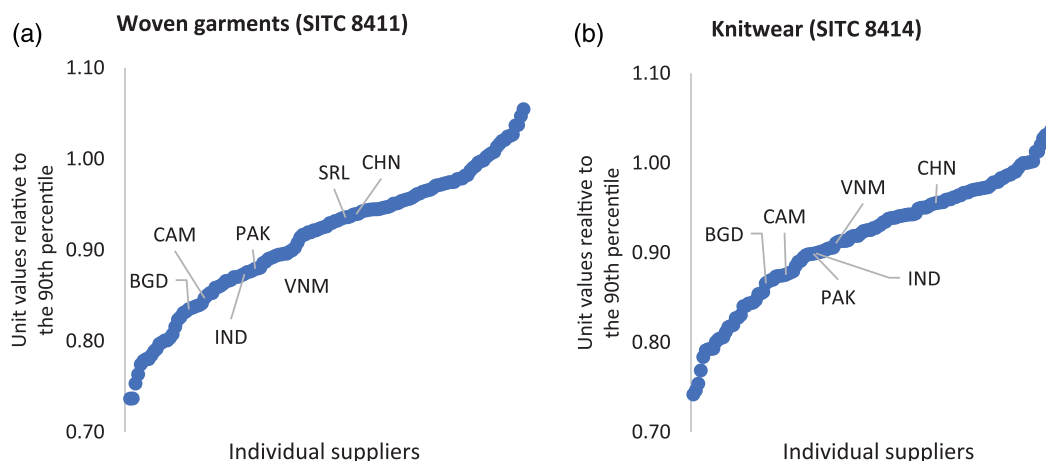 (a)
Woven garments (SITC 8411)
Unit values relative to
the 90th percentile
1.10
1.00
0.90
0.80
0.70
SRL
CHN
CAM
PAK
BGD
VNM
IND
Individual suppliers
(b)
Knitwear (SITC 8414)
Unit values realtive to
the 90th percentile
1.10
1.00
0.90
0.80
0.70
CHN
VNM
CAM
BGD
IND
PAK
Individual suppliers